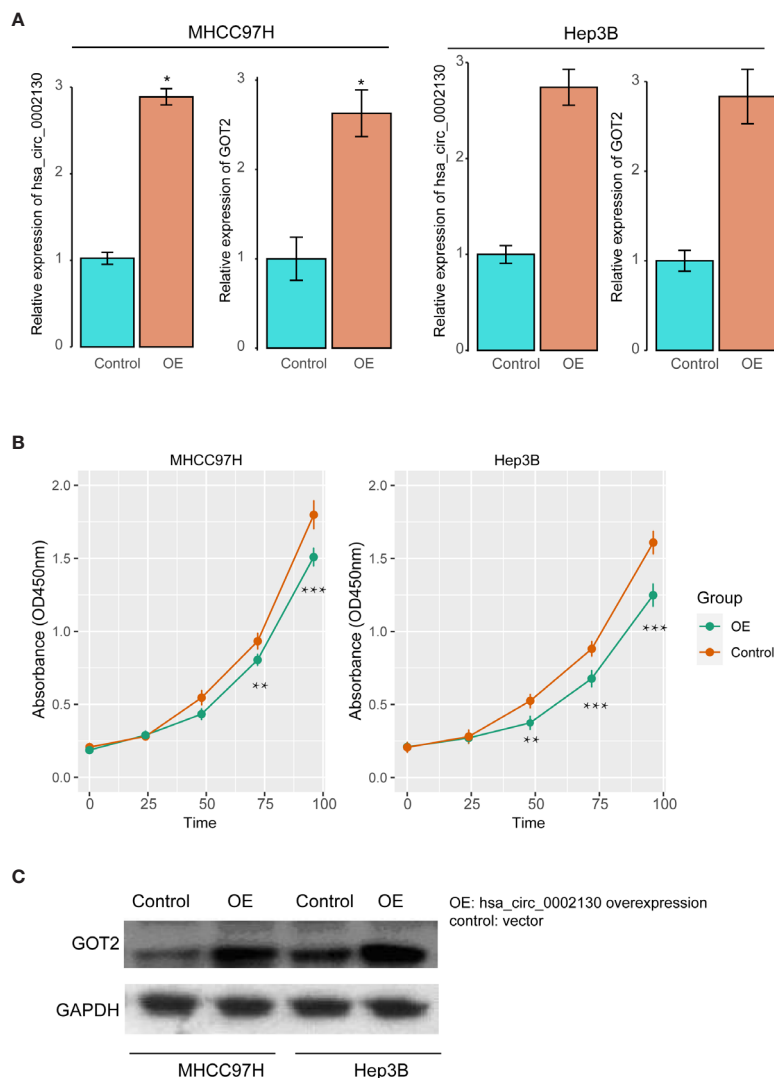 A
MHCC97H
Hep3B
Relative expression of hsa_circ_0002130
3
2
1
0
*
Control
OE
Relative expression of GOT2
3
2
1
0
*
Control
OE
Relative expression of hsa_circ_0002130
3
2
1
0
Control
OE
Relative expression of GOT2
3
2
1
0
Control
OE
B
MHCC97H
Absorbance (OD450nm)
2.0
1.5
1.0
0.5
0.0
***
**
0 25 50 75 100
Time
Hep3B
Absorbance (OD450nm)
2.0
1.5
1.0
0.5
0.0
***
***
**
0 25 50 75 100
Time
Group
OE
Control
C
Control OE Control OE
OE: hsa_circ_0002130 overexpression
control: vector
GOT2
GAPDH
MHCC97H
Hep3B